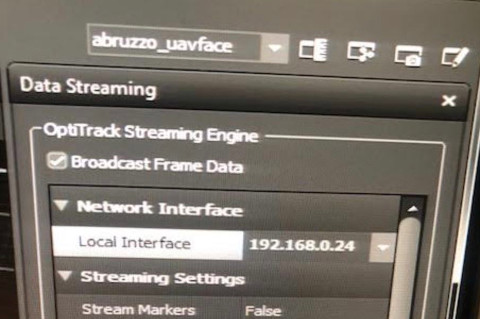 abruzzo_uavface
Data Streaming
OptiTrack Streaming Engine
Broadcast Frame Data
Network Interface
Local Interface 192.168.0.24
Streaming Settings
Stream Markers False